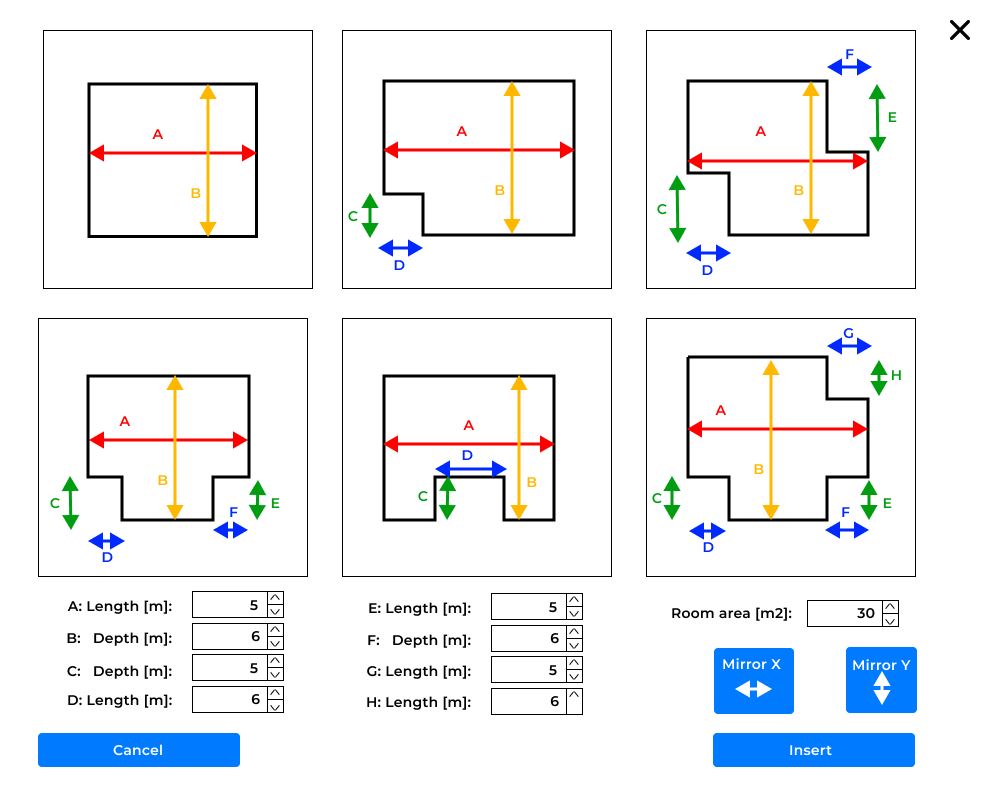 A
B
A
B
C
D
F
E
A
B
C
D
A
B
C
D
F
E
A
D
C
B
G
H
A
B
C
D
F
E
A: Length [m]: 5
B: Depth [m]: 6
C: Depth [m]: 5
D: Length [m]: 6
E: Length [m]: 5
F: Depth [m]: 6
G: Length [m]: 5
H: Length [m]: 6
Room area [m2]: 30
Mirror X
Mirror Y
Cancel
Insert